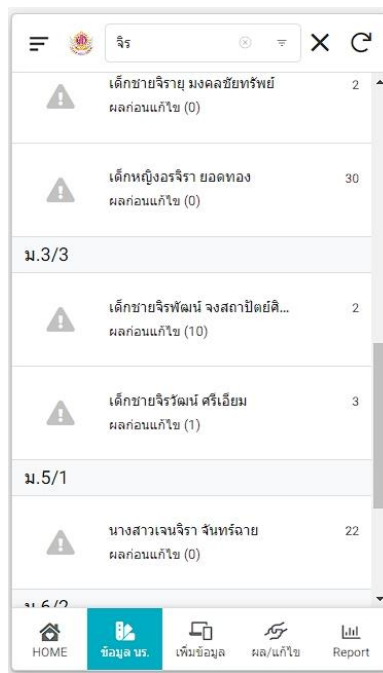 จิร
เด็กชายจิรายุ มงคลชัยทรัพย์ 2
ผลก่อนแก้ไข (0)
เด็กหญิงอรจิรา ยอดทอง 30
ผลก่อนแก้ไข (0)
ม.3/3
เด็กชายจิรพัฒน์ จงสถาปัตย์ศิ... 2
ผลก่อนแก้ไข (10)
เด็กชายจิรวัฒน์ ศรีเอี่ยม 3
ผลก่อนแก้ไข (1)
ม.5/1
นางสาวเจนจิรา จันทร์ฉาย 22
ผลก่อนแก้ไข (0)
ม.6/2
HOME ข้อมูล นร. เพิ่มข้อมูล ผล/แก้ไข Report